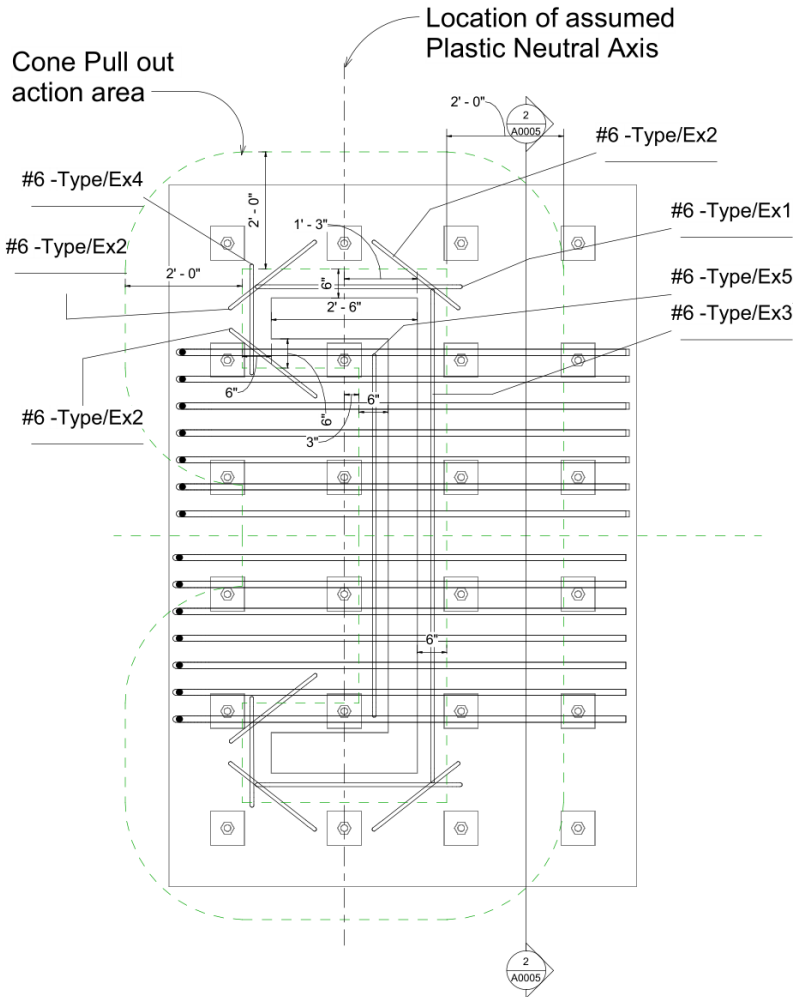 Location of assumed
Plastic Neutral Axis
Cone Pull out
action area
2' - 0"
2
A0005
#6 -Type/Ex2
#6 -Type/Ex4
2' - 0"
1' - 3"
#6 -Type/Ex1
#6 -Type/Ex2
2' - 0"
6"
#6 -Type/Ex5
2' - 6"
#6 -Type/Ex3
6"
6"
6"
#6 -Type/Ex2
3"
6"
2
A0005